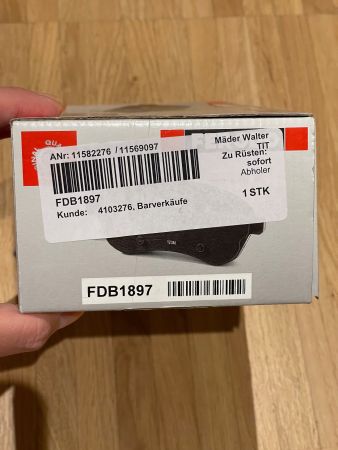 ANr: 11582276 / 11569097
Mäder Walter
TIT
Zu Rüsten:
sofort
Abholer
FDB1897
1 STK
Kunde: 4103276, Barverkäufe
FDB1897